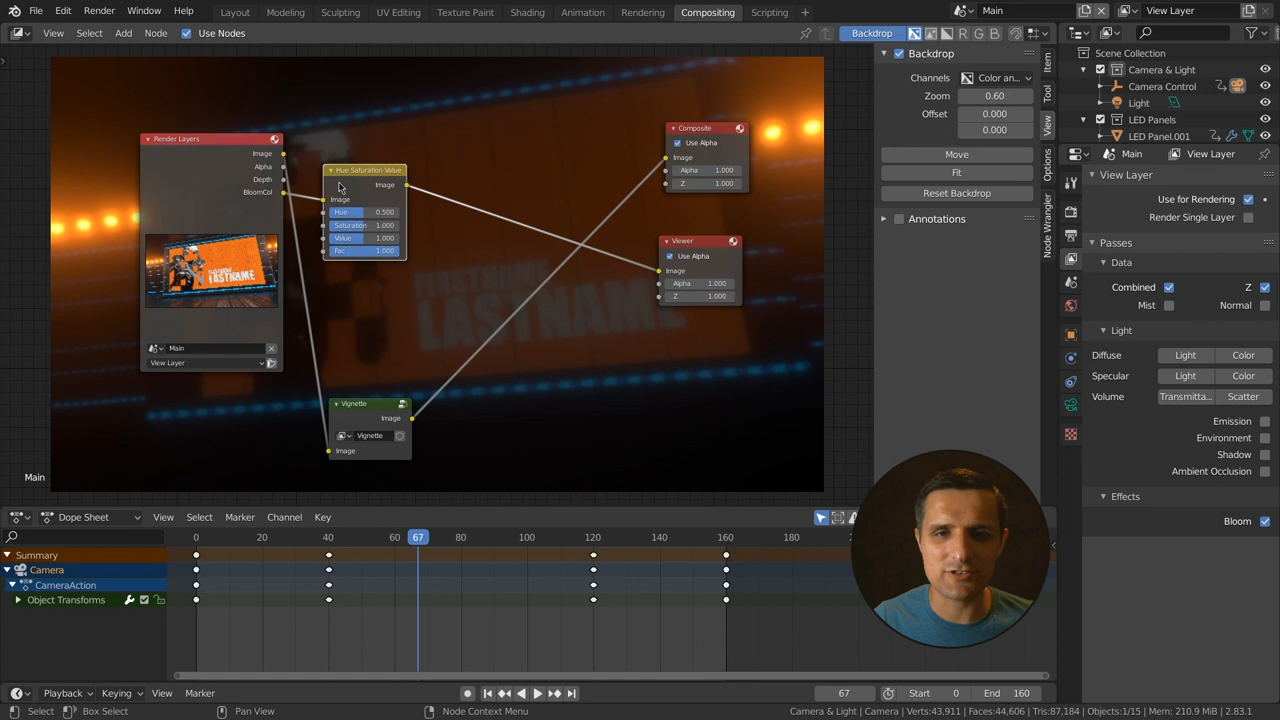 File Edit Render Window Help Layout Modeling Sculpting UV Editing Texture Paint Shading Animation Rendering Compositing Scripting + Main View Layer
View Select Add Node Use Nodes Backdrop R G B
Backdrop
Channels Color an...
Zoom 0.60
Offset 0.000
0.000
Move
Fit
Reset Backdrop
Annotations
Item
Tool
View
Options
Node Wrangler
Render Layers
Image
Alpha
Depth
BloomCol
LASTNAME
Main
View Layer
Hue Saturation Value
Image
Image
Hue 0.500
Saturation 1.000
Value 1.000
Fac 1.000
Composite
Use Alpha
Image
Alpha 1.000
Z 1.000
Viewer
Use Alpha
Image
Alpha 1.000
Z 1.000
FIRSTNAME
LASTNAME
Vignette
Image
Vignette
Image
Main
Scene Collection
Camera & Light
Camera Control
Light
LED Panels
LED Panel.001
Main View Layer
View Layer
Use for Rendering
Render Single Layer
Passes
Data
Combined Z
Mist Normal
Light
Diffuse Light Color
Specular Light Color
Volume Transmitta... Scatter
Emission
Environment
Shadow
Ambient Occlusion
Effects
Bloom
Dope Sheet View Select Marker Channel Key
0 20 40 67 80 100 120 140 160 180
Summary
Camera
CameraAction
Object Transforms
Playback Keying View Marker 67 Start 0 End 160
Select Box Select Pan View Node Context Menu Camera & Light | Camera | Verts:43,911 | Faces:44,606 | Tris:87,184 | Objects:1/15 | Mem: 210.9 MiB | 2.83.1